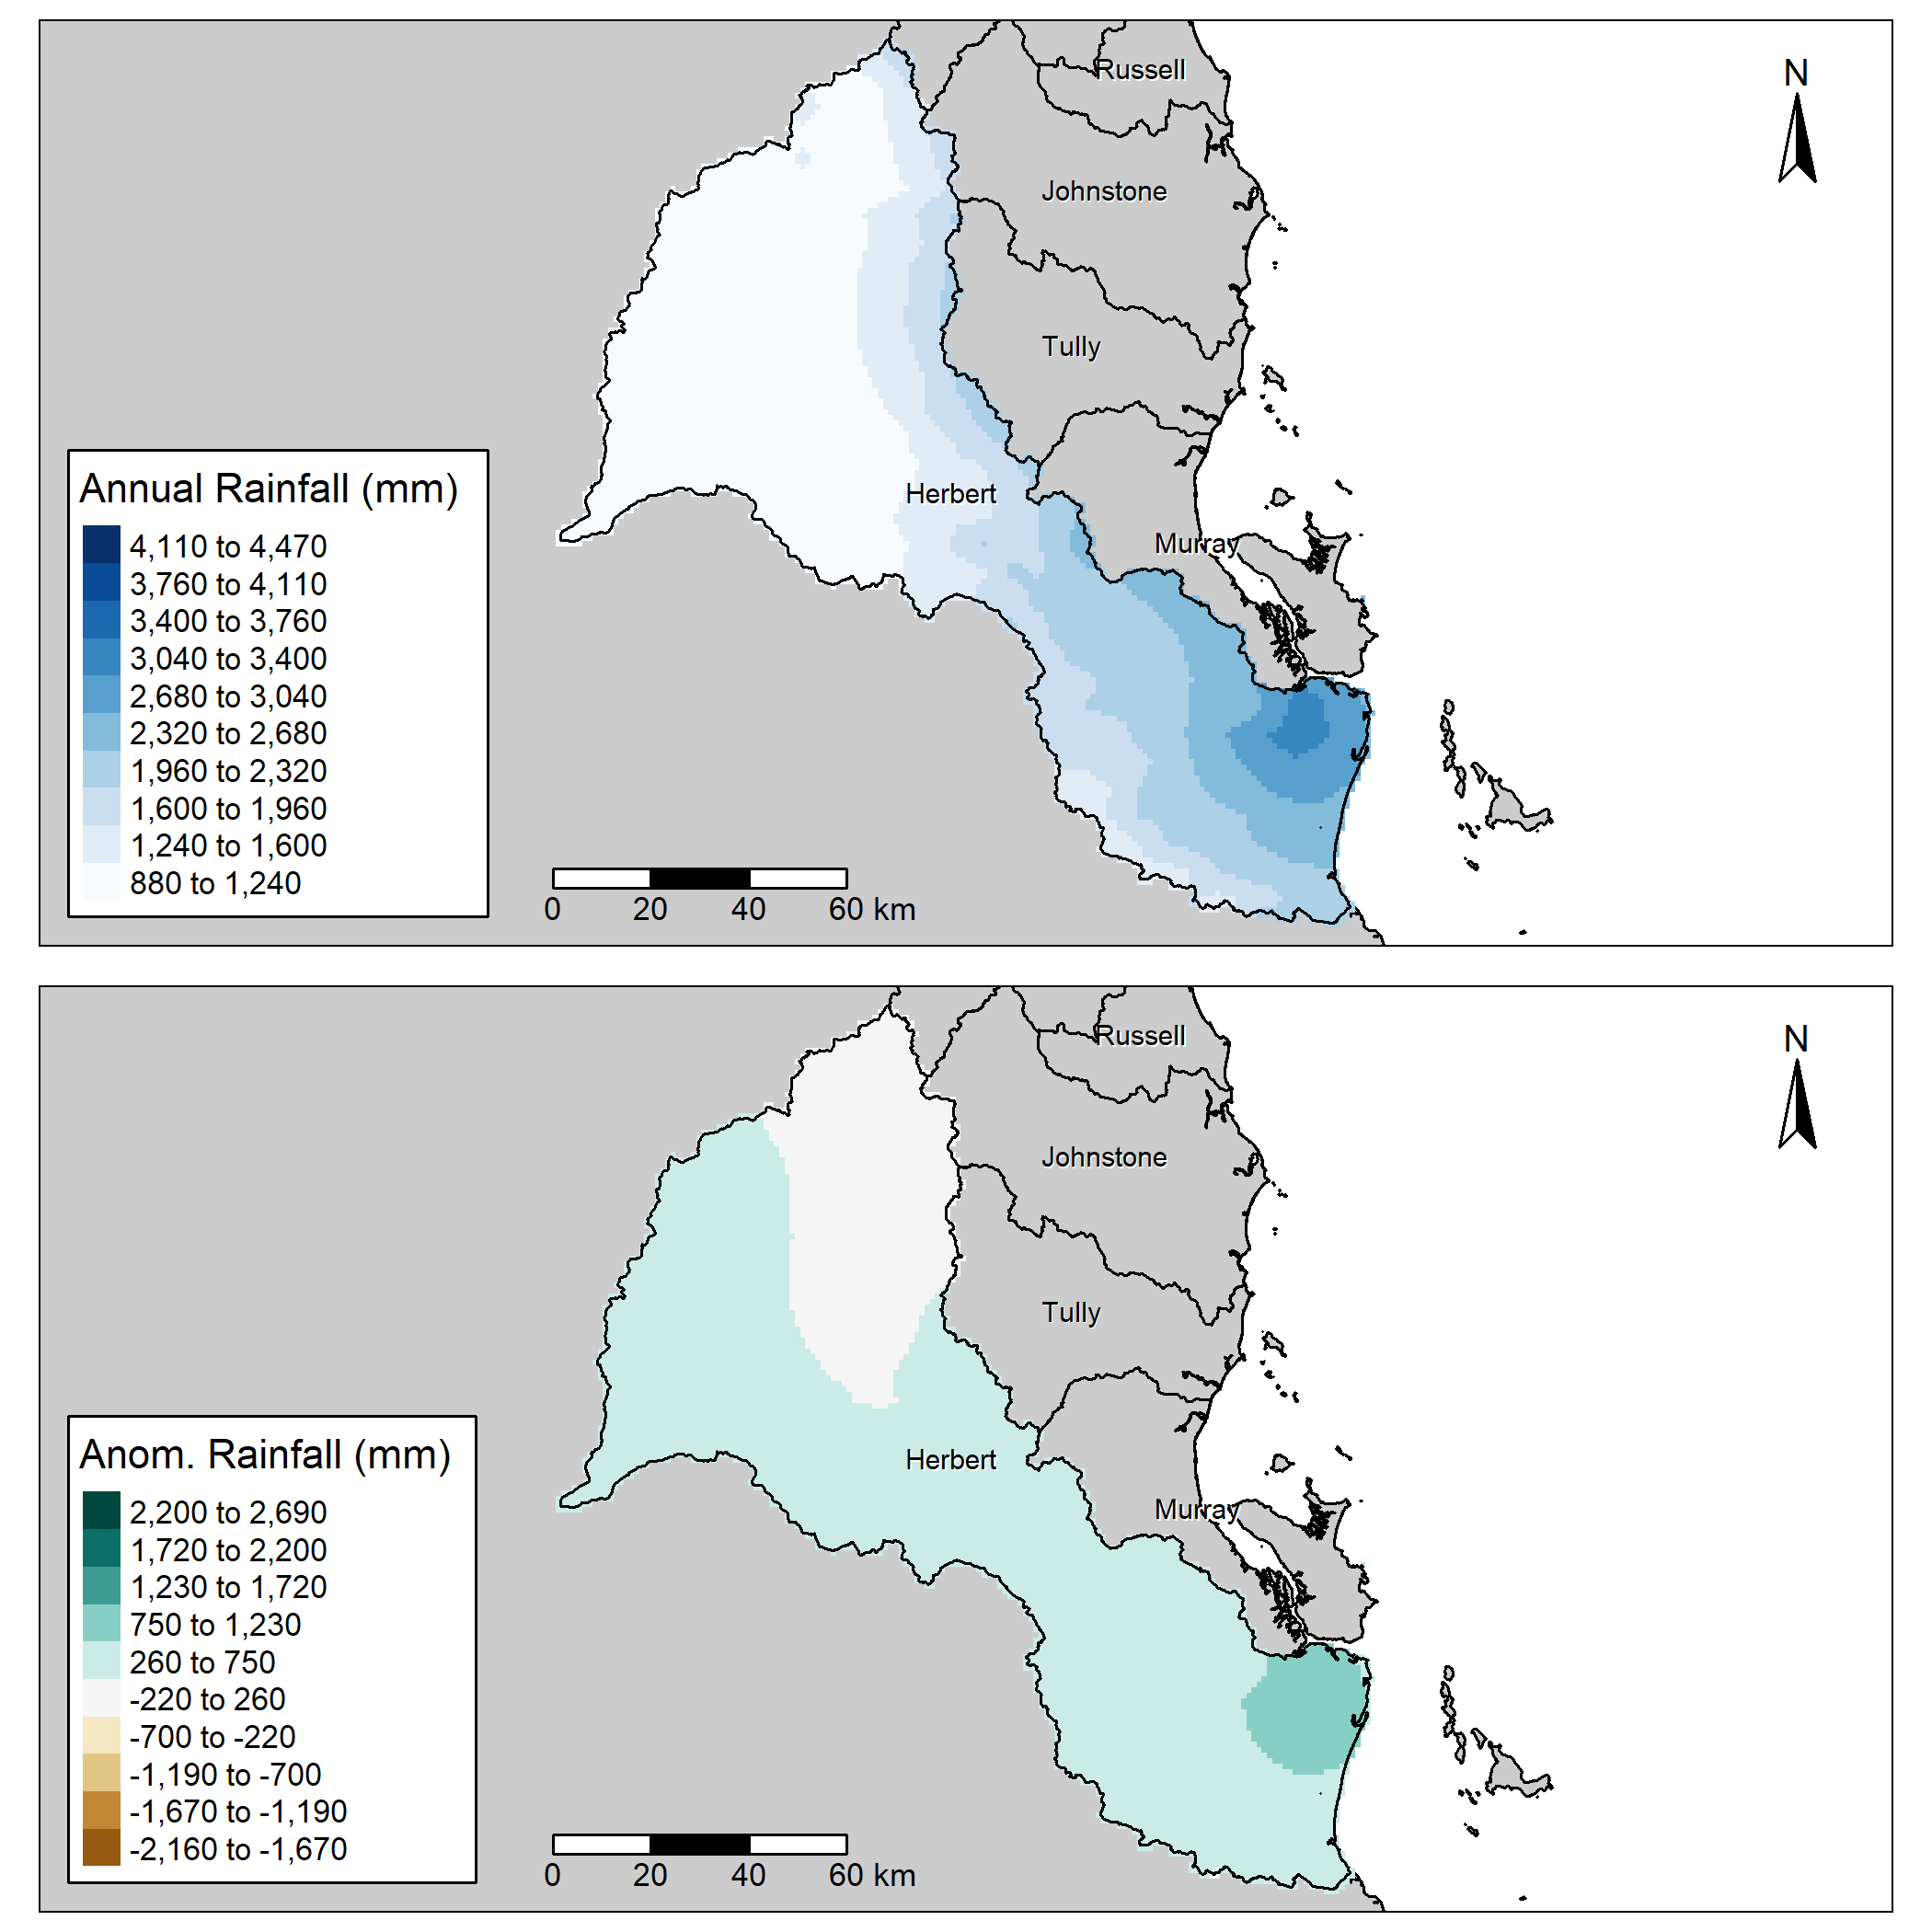 Russell
N
Johnstone
Tully
Herbert
Murray
Annual Rainfall (mm)
4,110 to 4,470
3,760 to 4,110
3,400 to 3,760
3,040 to 3,400
2,680 to 3,040
2,320 to 2,680
1,960 to 2,320
1,600 to 1,960
1,240 to 1,600
880 to 1,240
0 20 40 60 km
Russell
N
Johnstone
Tully
Herbert
Murray
Anom. Rainfall (mm)
2,200 to 2,690
1,720 to 2,200
1,230 to 1,720
750 to 1,230
260 to 750
-220 to 260
-700 to -220
-1,190 to -700
-1,670 to -1,190
-2,160 to -1,670
0 20 40 60 km